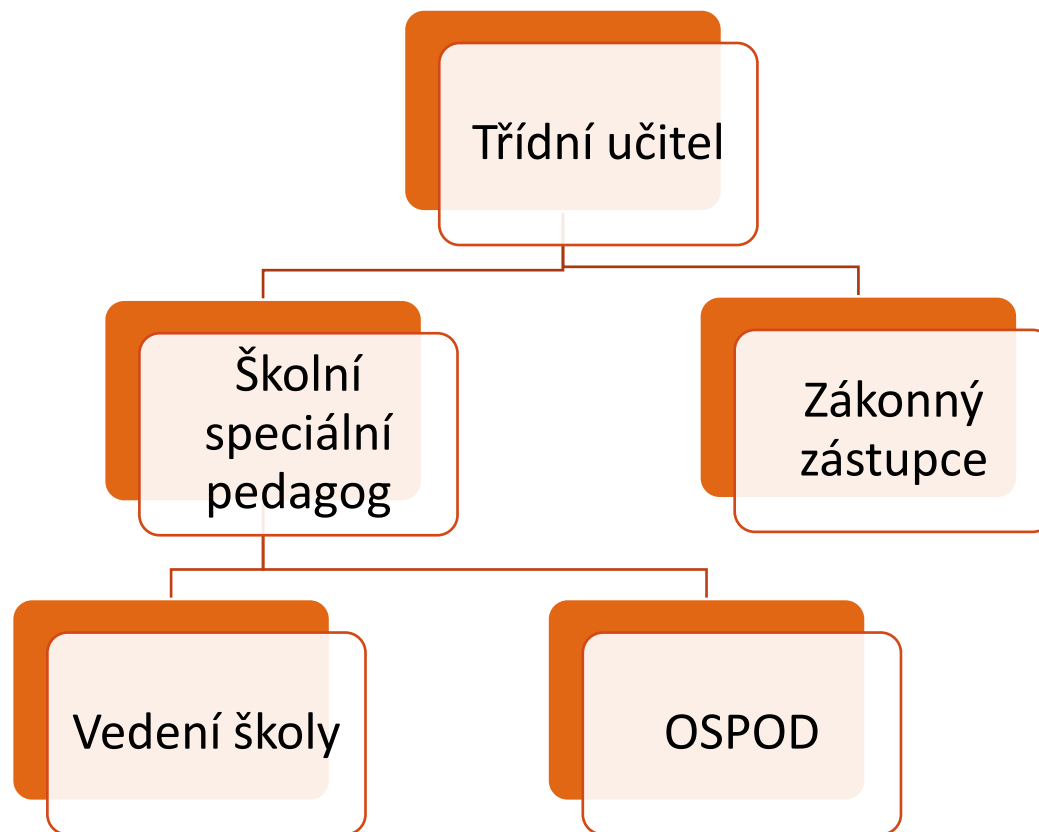 Třídní učitel
Školní
speciální
pedagog
Zákonný
zástupce
Vedení školy
OSPOD